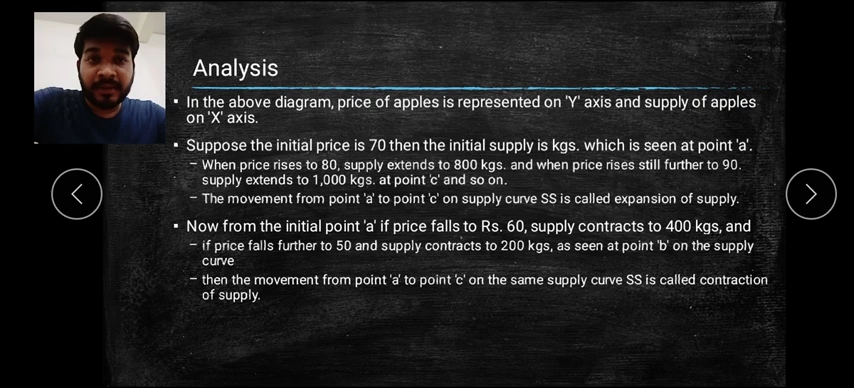 Analysis
▪ In the above diagram, price of apples is represented on 'Y' axis and supply of apples
on 'X' axis.
▪ Suppose the initial price is 70 then the initial supply is kgs. which is seen at point 'a'.
– When price rises to 80, supply extends to 800 kgs. and when price rises still further to 90.
supply extends to 1,000 kgs. at point 'c' and so on.
– The movement from point 'a' to point 'c' on supply curve SS is called expansion of supply.
▪ Now from the initial point 'a' if price falls to Rs. 60, supply contracts to 400 kgs, and
– if price falls further to 50 and supply contracts to 200 kgs, as seen at point 'b' on the supply
curve
– then the movement from point 'a' to point 'c' on the same supply curve SS is called contraction
of supply.